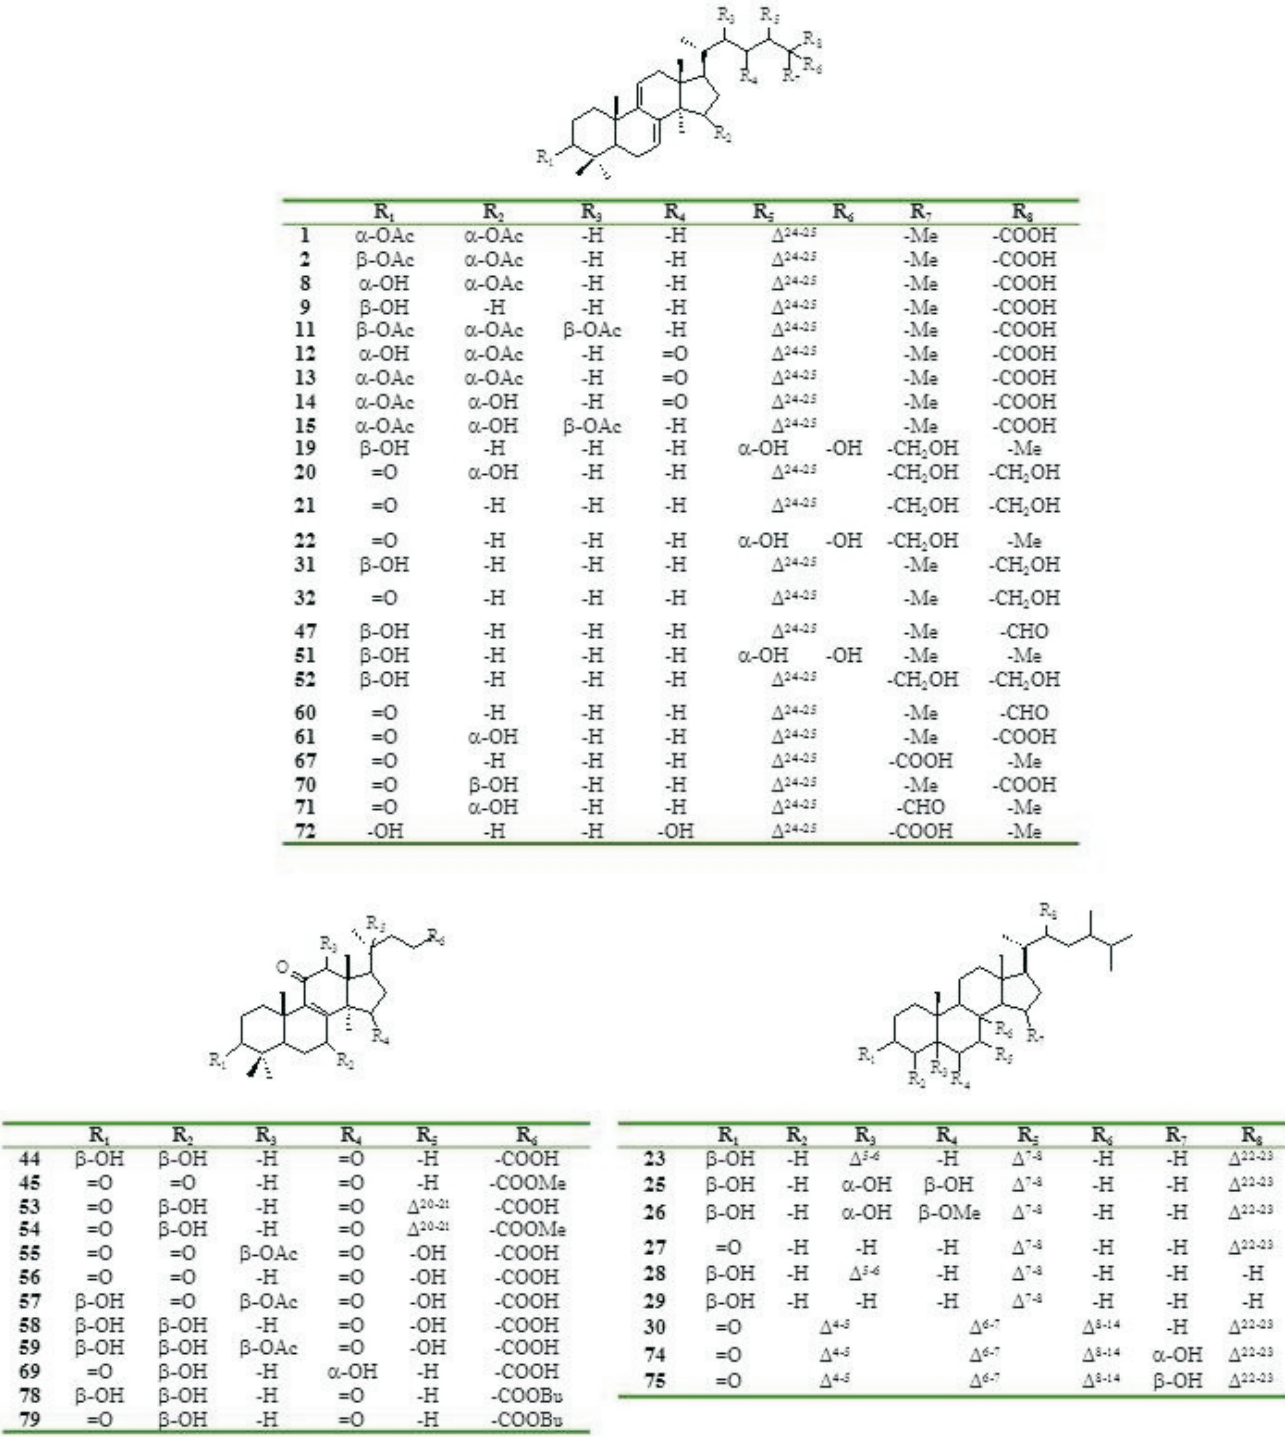 R₃ R₅
R₈
R₆
R₄ R₇
R₂
R₁
R₁ R₂ R₃ R₄ R₅ R₆ R₇ R₈
1 α-OAc α-OAc -H -H Δ²⁴⁻²⁵ -Me -COOH
2 β-OAc α-OAc -H -H Δ²⁴⁻²⁵ -Me -COOH
8 α-OH α-OAc -H -H Δ²⁴⁻²⁵ -Me -COOH
9 β-OH -H -H -H Δ²⁴⁻²⁵ -Me -COOH
11 β-OAc α-OAc β-OAc -H Δ²⁴⁻²⁵ -Me -COOH
12 α-OH α-OAc -H =O Δ²⁴⁻²⁵ -Me -COOH
13 α-OAc α-OAc -H =O Δ²⁴⁻²⁵ -Me -COOH
14 α-OAc α-OH -H =O Δ²⁴⁻²⁵ -Me -COOH
15 α-OAc α-OH β-OAc -H Δ²⁴⁻²⁵ -Me -COOH
19 β-OH -H -H -H α-OH -OH -CH₂OH -Me
20 =O α-OH -H -H Δ²⁴⁻²⁵ -CH₂OH -CH₂OH
21 =O -H -H -H Δ²⁴⁻²⁵ -CH₂OH -CH₂OH
22 =O -H -H -H α-OH -OH -CH₂OH -Me
31 β-OH -H -H -H Δ²⁴⁻²⁵ -Me -CH₂OH
32 =O -H -H -H Δ²⁴⁻²⁵ -Me -CH₂OH
47 β-OH -H -H -H Δ²⁴⁻²⁵ -Me -CHO
51 β-OH -H -H -H α-OH -OH -Me -Me
52 β-OH -H -H -H Δ²⁴⁻²⁵ -CH₂OH -CH₂OH
60 =O -H -H -H Δ²⁴⁻²⁵ -Me -CHO
61 =O α-OH -H -H Δ²⁴⁻²⁵ -Me -COOH
67 =O -H -H -H Δ²⁴⁻²⁵ -COOH -Me
70 =O β-OH -H -H Δ²⁴⁻²⁵ -Me -COOH
71 =O α-OH -H -H Δ²⁴⁻²⁵ -CHO -Me
72 -OH -H -H -OH Δ²⁴⁻²⁵ -COOH -Me
R₅
R₃ R₆
O
R₄
R₁ R₂
R₁ R₂ R₃ R₄ R₅ R₆
44 β-OH β-OH -H =O -H -COOH
45 =O =O -H =O -H -COOMe
53 =O β-OH -H =O Δ²⁰⁻²¹ -COOH
54 =O β-OH -H =O Δ²⁰⁻²¹ -COOMe
55 =O =O β-OAc =O -OH -COOH
56 =O =O -H =O -OH -COOH
57 β-OH =O β-OAc =O -OH -COOH
58 β-OH β-OH -H =O -OH -COOH
59 β-OH β-OH β-OAc =O -OH -COOH
69 =O β-OH -H α-OH -H -COOH
78 β-OH β-OH -H =O -H -COOBu
79 =O β-OH -H =O -H -COOBu
R₈
R₆ R₇
R₁ R₅
R₂ R₃ R₄
R₁ R₂ R₃ R₄ R₅ R₆ R₇ R₈
23 β-OH -H Δ⁵⁻⁶ -H Δ⁷⁻⁸ -H -H Δ²²⁻²³
25 β-OH -H α-OH β-OH Δ⁷⁻⁸ -H -H Δ²²⁻²³
26 β-OH -H α-OH β-OMe Δ⁷⁻⁸ -H -H Δ²²⁻²³
27 =O -H -H -H Δ⁷⁻⁸ -H -H Δ²²⁻²³
28 β-OH -H Δ⁵⁻⁶ -H Δ⁷⁻⁸ -H -H -H
29 β-OH -H -H -H Δ⁷⁻⁸ -H -H -H
30 =O Δ⁴⁻⁵ Δ⁶⁻⁷ Δ⁸⁻¹⁴ -H Δ²²⁻²³
74 =O Δ⁴⁻⁵ Δ⁶⁻⁷ Δ⁸⁻¹⁴ α-OH Δ²²⁻²³
75 =O Δ⁴⁻⁵ Δ⁶⁻⁷ Δ⁸⁻¹⁴ β-OH Δ²²⁻²³